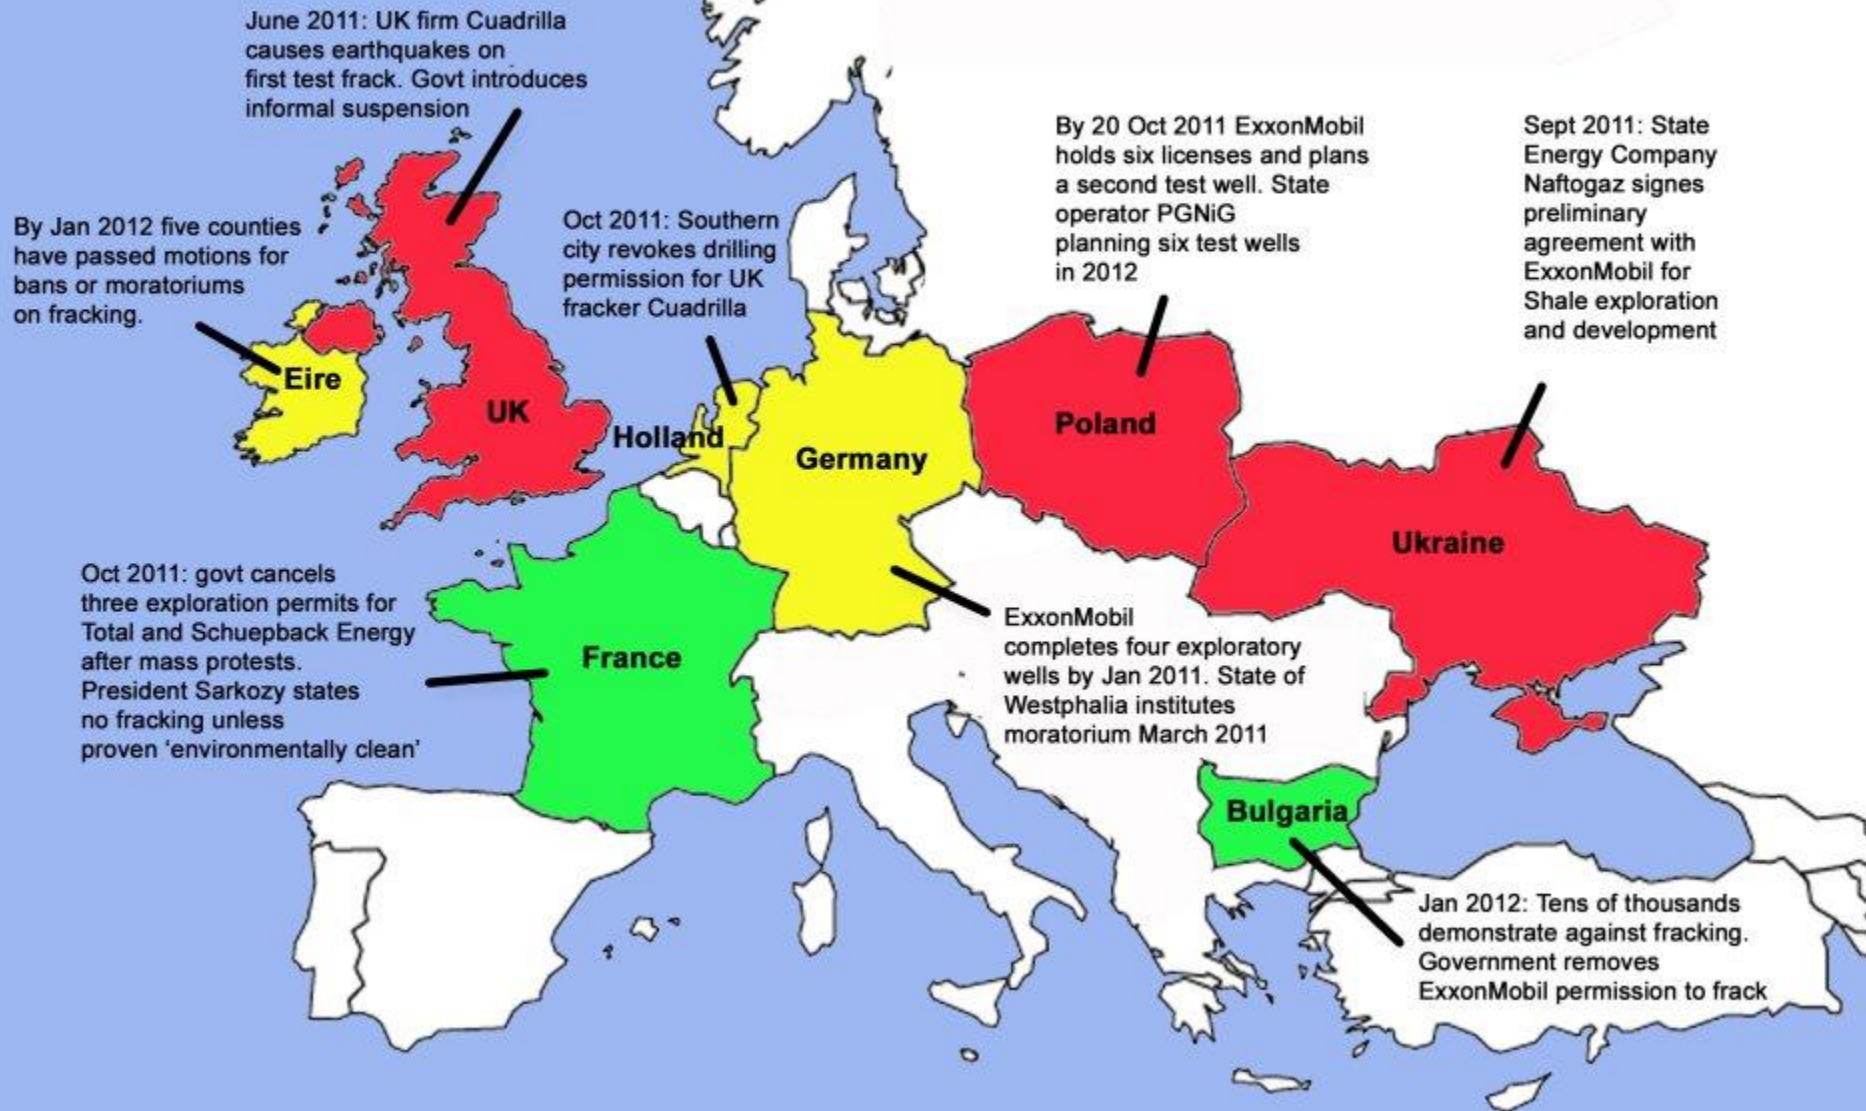 June 2011: UK firm Cuadrilla
causes earthquakes on
first test frack. Govt introduces
informal suspension
By Jan 2012 five counties
have passed motions for
bans or moratoriums
on fracking.
Oct 2011: Southern
city revokes drilling
permission for UK
fracker Cuadrilla
By 20 Oct 2011 ExxonMobil
holds six licenses and plans
a second test well. State
operator PGNiG
planning six test wells
in 2012
Sept 2011: State
Energy Company
Naftogaz signes
preliminary
agreement with
ExxonMobil for
Shale exploration
and development
Eire
UK
Holland
Germany
Poland
Ukraine
Oct 2011: govt cancels
three exploration permits for
Total and Schuepback Energy
after mass protests.
President Sarkozy states
no fracking unless
proven ‘environmentally clean’
France
ExxonMobil
completes four exploratory
wells by Jan 2011. State of
Westphalia institutes
moratorium March 2011
Bulgaria
Jan 2012: Tens of thousands
demonstrate against fracking.
Government removes
ExxonMobil permission to frack